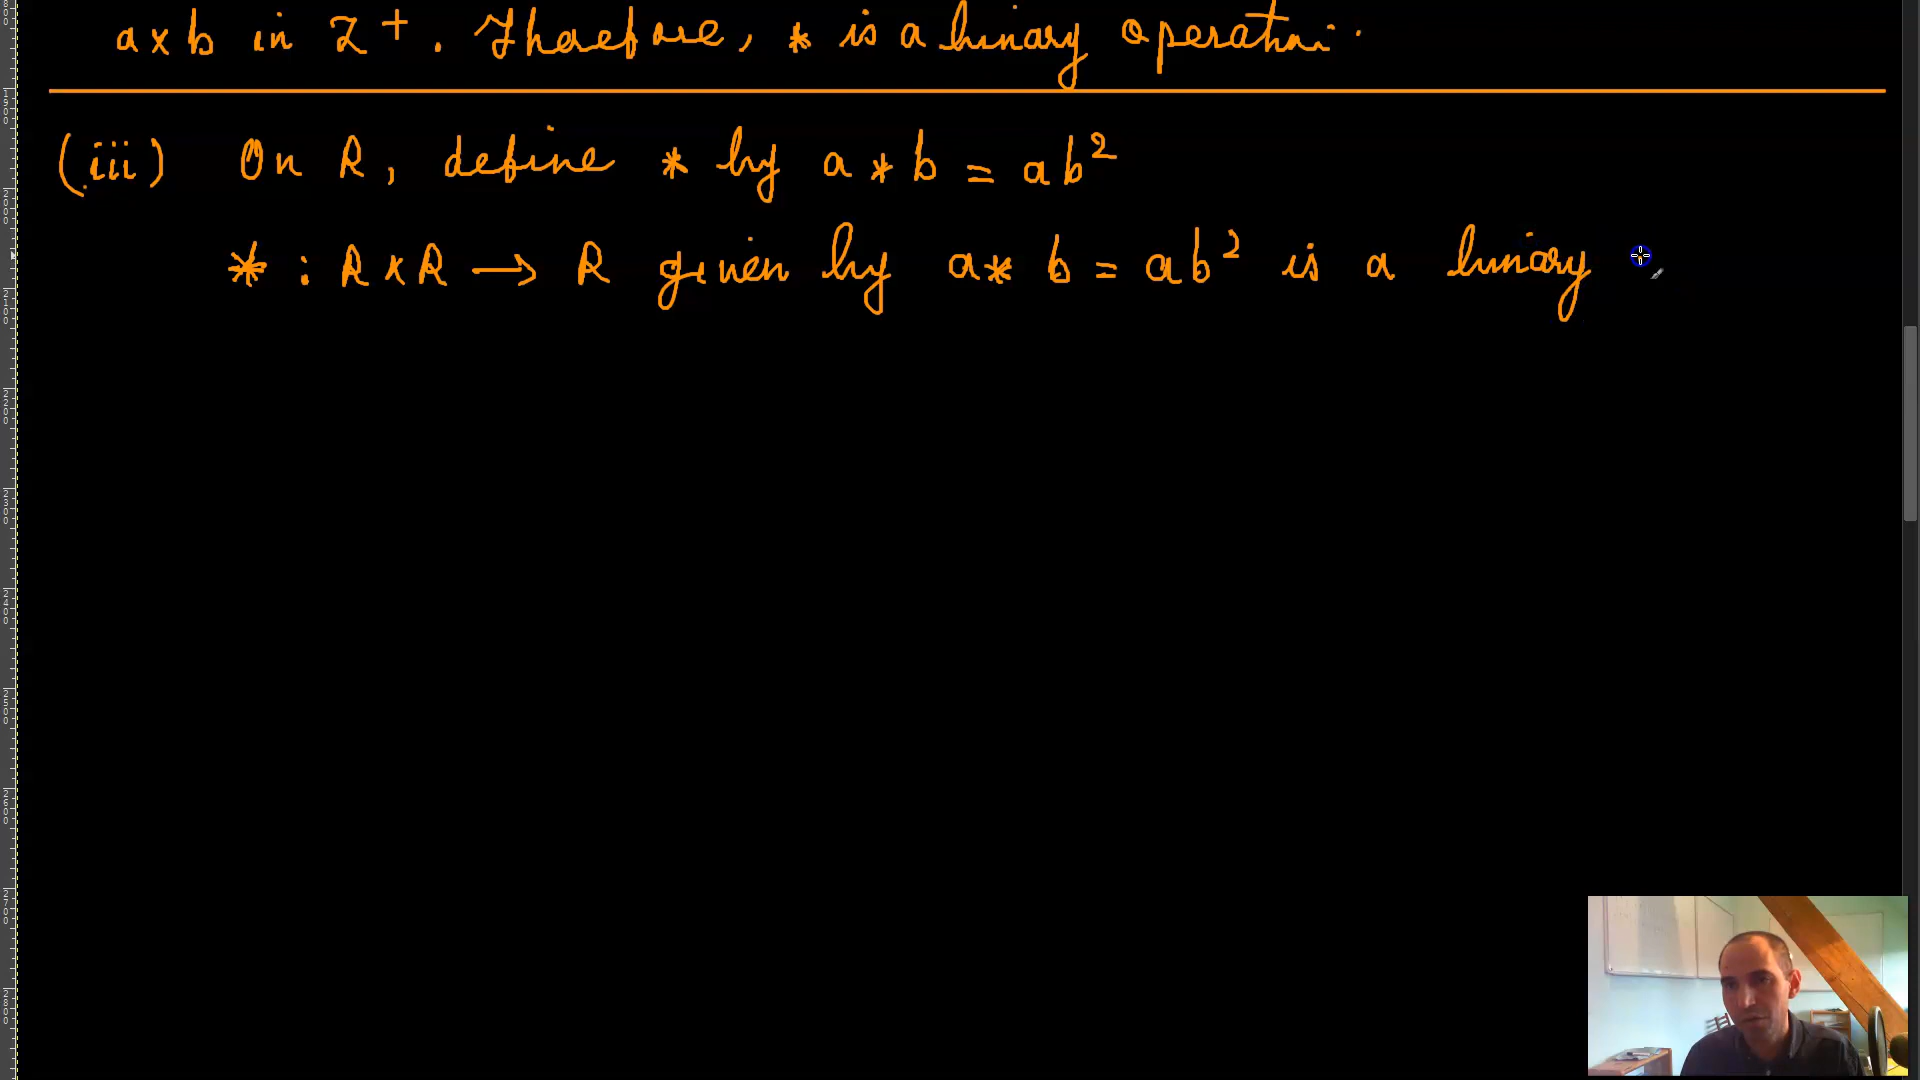 a × b in Z+. Therefore, * is a binary operation.
(iii) On R, define * by a * b = ab²
* : R × R → R given by a * b = ab² is a binary